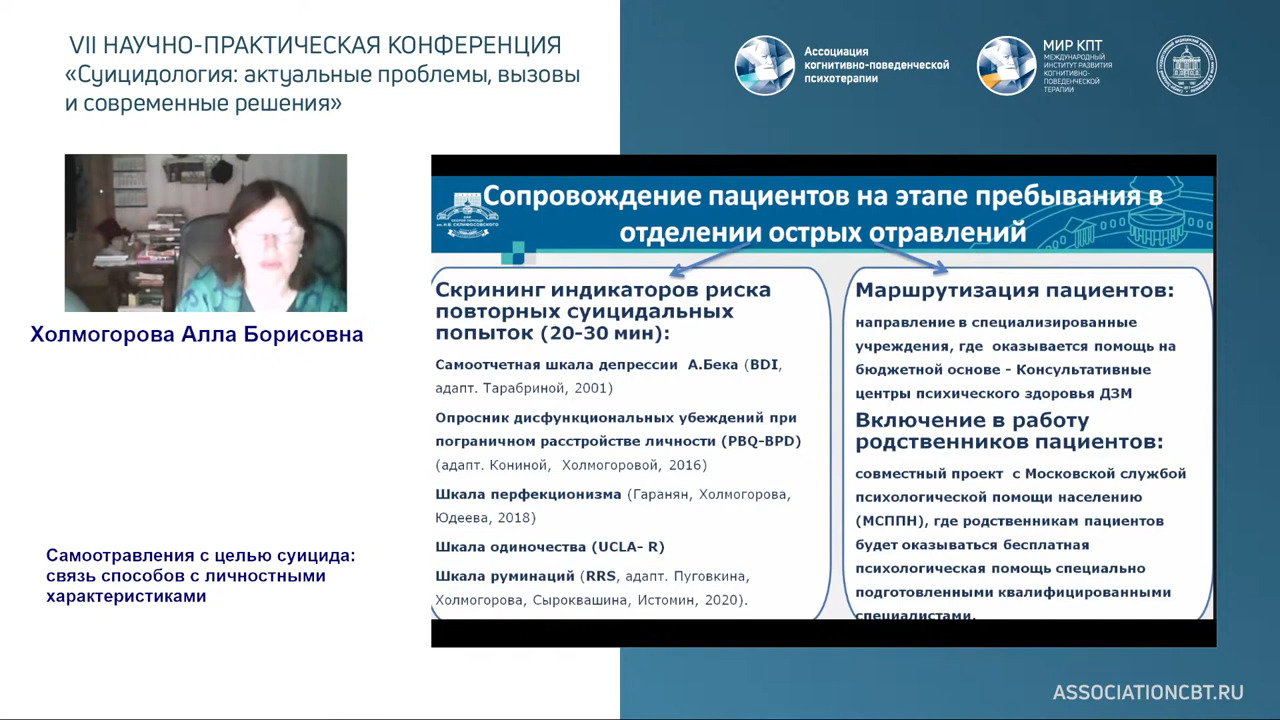 VII НАУЧНО-ПРАКТИЧЕСКАЯ КОНФЕРЕНЦИЯ
«Суицидология: актуальные проблемы, вызовы
и современные решения»
Ассоциация
когнитивно-поведенческой
психотерапии
МИР КПТ
МЕЖДУНАРОДНЫЙ
ИНСТИТУТ РАЗВИТИЯ
КОГНИТИВНО-
ПОВЕДЕНЧЕСКОЙ
ТЕРАПИИ
Холмогорова Алла Борисовна
Самоотравления с целью суицида:
связь способов с личностными
характеристиками
Сопровождение пациентов на этапе пребывания в
отделении острых отравлений
им. Н.В. СКЛИФОСОВСКОГО
Скрининг индикаторов риска
повторных суицидальных
попыток (20-30 мин):
Самоотчетная шкала депрессии А.Бека (BDI,
адапт. Тарабриной, 2001)
Опросник дисфункциональных убеждений при
пограничном расстройстве личности (PBQ-BPD)
(адапт. Кониной, Холмогоровой, 2016)
Шкала перфекционизма (Гаранян, Холмогорова,
Юдеева, 2018)
Шкала одиночества (UCLA- R)
Шкала руминаций (RRS, адапт. Пуговкина,
Холмогорова, Сыроквашина, Истомин, 2020).
Маршрутизация пациентов:
направление в специализированные
учреждения, где оказывается помощь на
бюджетной основе - Консультативные
центры психического здоровья ДЗМ
Включение в работу
родственников пациентов:
совместный проект с Московской службой
психологической помощи населению
(МСППН), где родственникам пациентов
будет оказываться бесплатная
психологическая помощь специально
подготовленными квалифицированными
специалистами.
ASSOCIATIONCBT.RU